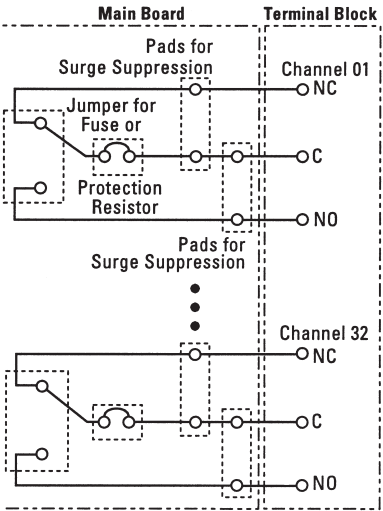 Main Board
Terminal Block
Pads for
Surge Suppression
Channel 01
NC
Jumper for
Fuse or
C
Protection
Resistor
NO
Pads for
Surge Suppression
Channel 32
NC
C
NO